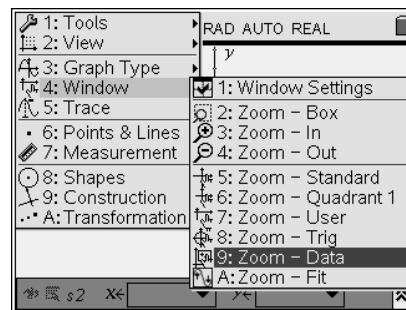 1: Tools
2: View
3: Graph Type
4: Window
5: Trace
6: Points & Lines
7: Measurement
8: Shapes
9: Construction
A: Transformation
RAD AUTO REAL
y
1: Window Settings
2: Zoom – Box
3: Zoom – In
4: Zoom – Out
5: Zoom – Standard
6: Zoom – Quadrant 1
7: Zoom – User
8: Zoom – Trig
9: Zoom – Data
A: Zoom – Fit
s2 x← y←